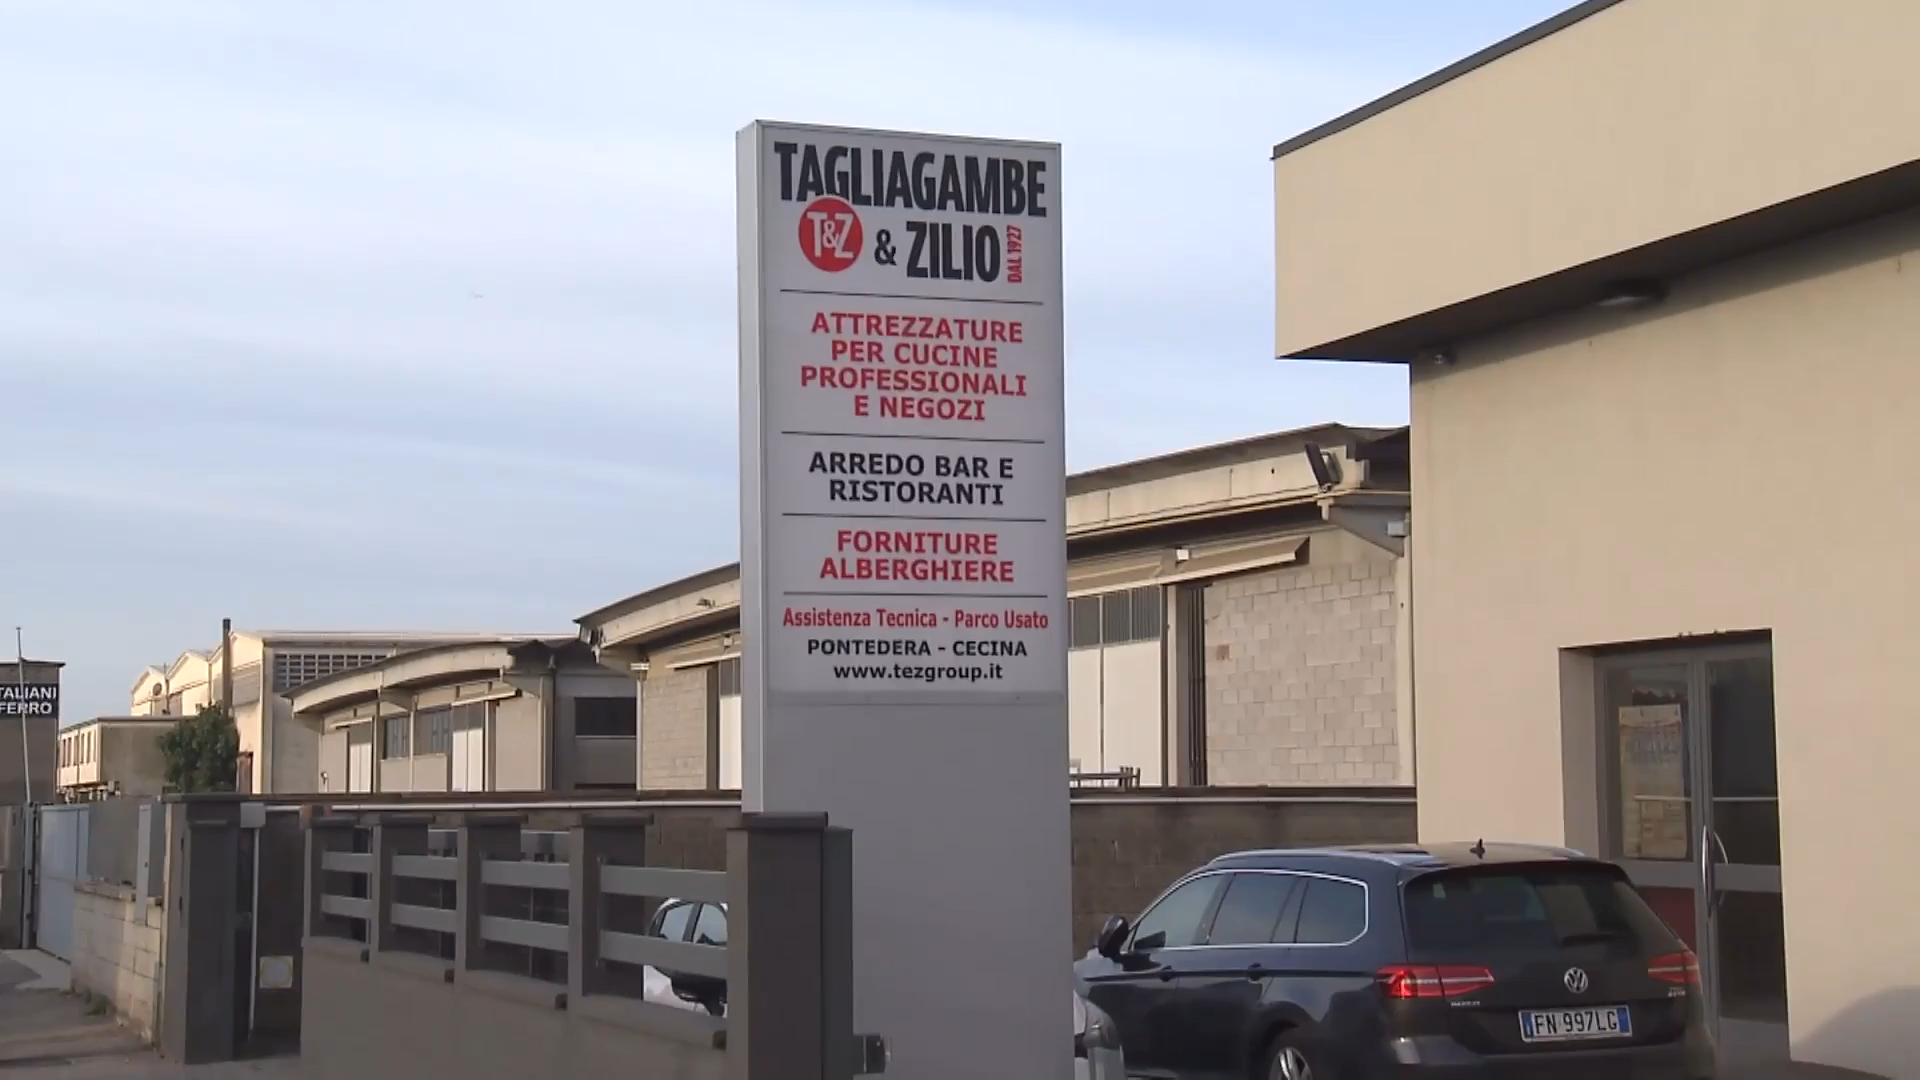 TAGLIAGAMBE
T&Z & ZILIO DAL 1927
ATTREZZATURE
PER CUCINE
PROFESSIONALI
E NEGOZI
ARREDO BAR E
RISTORANTI
FORNITURE
ALBERGHIERE
Assistenza Tecnica - Parco Usato
PONTEDERA - CECINA
www.tezgroup.it
TALIANI
FERRO
FN 997LG